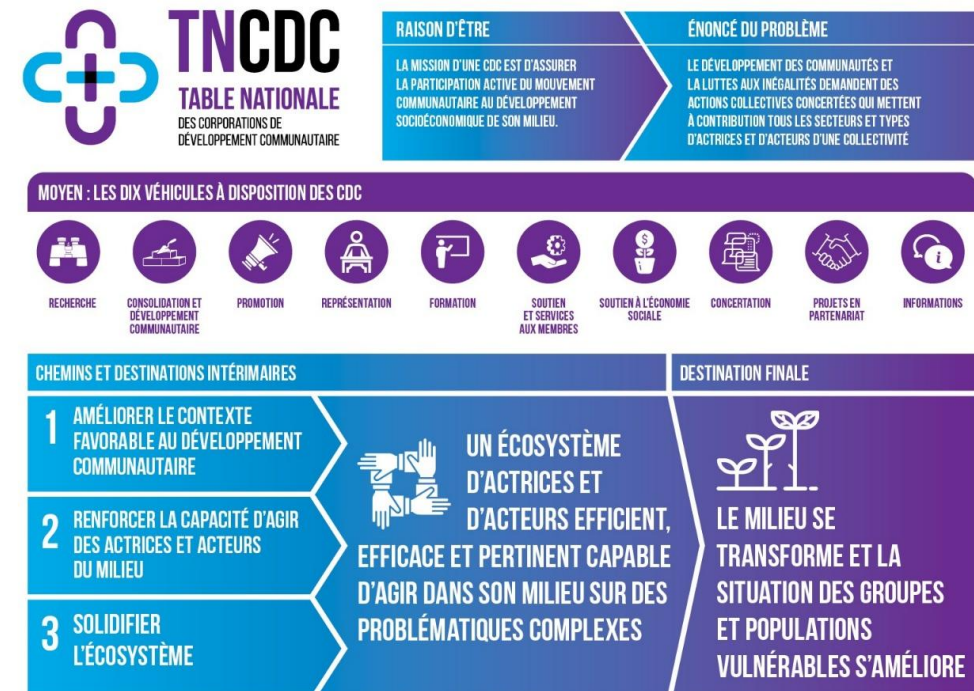 TNCDC
TABLE NATIONALE
DES CORPORATIONS DE
DÉVELOPPEMENT COMMUNAUTAIRE
RAISON D'ÊTRE
LA MISSION D'UNE CDC EST D'ASSURER
LA PARTICIPATION ACTIVE DU MOUVEMENT
COMMUNAUTAIRE AU DÉVELOPPEMENT
SOCIOÉCONOMIQUE DE SON MILIEU.
ÉNONCÉ DU PROBLÈME
LE DÉVELOPPEMENT DES COMMUNAUTÉS ET
LA LUTTES AUX INÉGALITÉS DEMANDENT DES
ACTIONS COLLECTIVES CONCERTÉES QUI METTENT
À CONTRIBUTION TOUS LES SECTEURS ET TYPES
D'ACTRICES ET D'ACTEURS D'UNE COLLECTIVITÉ
MOYEN : LES DIX VÉHICULES À DISPOSITION DES CDC
RECHERCHE
CONSOLIDATION ET
DÉVELOPPEMENT
COMMUNAUTAIRE
PROMOTION
REPRÉSENTATION
FORMATION
SOUTIEN
ET SERVICES
AUX MEMBRES
$
SOUTIEN À L'ÉCONOMIE
SOCIALE
CONCERTATION
PROJETS EN
PARTENARIAT
i
INFORMATIONS
CHEMINS ET DESTINATIONS INTÉRIMAIRES
1 AMÉLIORER LE CONTEXTE
FAVORABLE AU DÉVELOPPEMENT
COMMUNAUTAIRE
2 RENFORCER LA CAPACITÉ D'AGIR
DES ACTRICES ET ACTEURS
DU MILIEU
3 SOLIDIFIER
L'ÉCOSYSTÈME
UN ÉCOSYSTÈME
D'ACTRICES ET
D'ACTEURS EFFICIENT,
EFFICACE ET PERTINENT CAPABLE
D'AGIR DANS SON MILIEU SUR DES
PROBLÉMATIQUES COMPLEXES
DESTINATION FINALE
LE MILIEU SE
TRANSFORME ET LA
SITUATION DES GROUPES
ET POPULATIONS
VULNÉRABLES S'AMÉLIORE